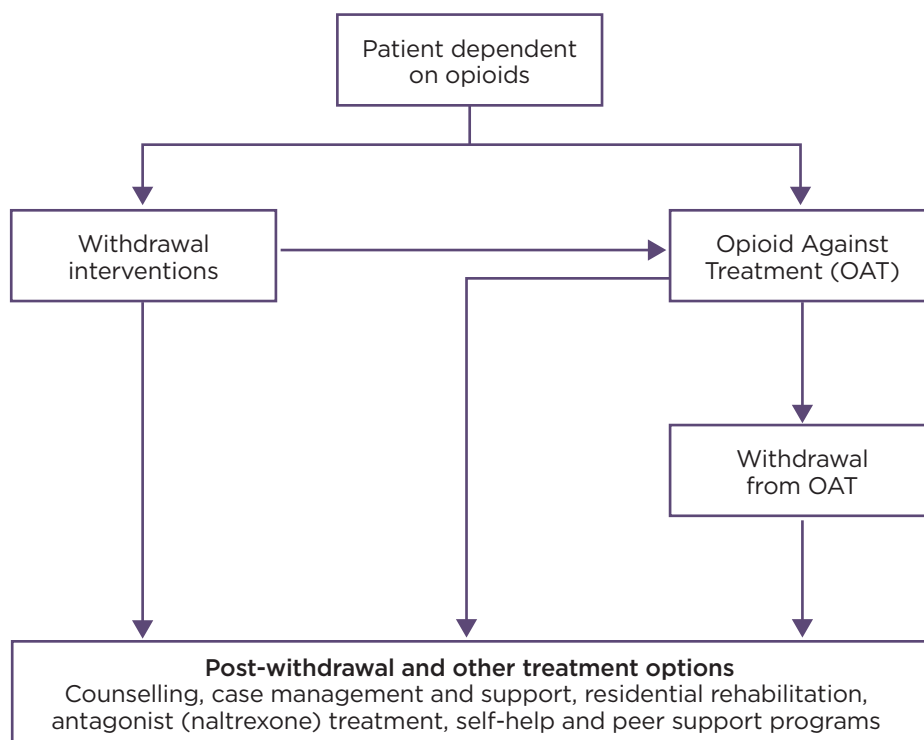 Patient dependent
on opioids
Withdrawal
interventions
Opioid Against
Treatment (OAT)
Withdrawal
from OAT
Post-withdrawal and other treatment options
Counselling, case management and support, residential rehabilitation,
antagonist (naltrexone) treatment, self-help and peer support programs